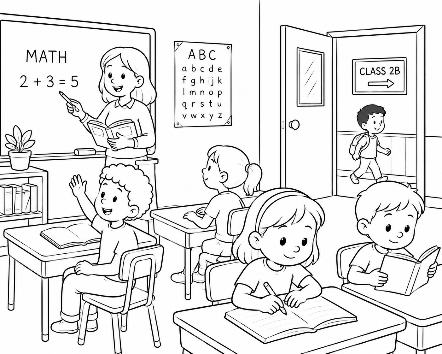 MATH
2 + 3 = 5
ABC
a b c d e
f g h j k
l m n o p
q r s t u
v w x y z
CLASS 2B